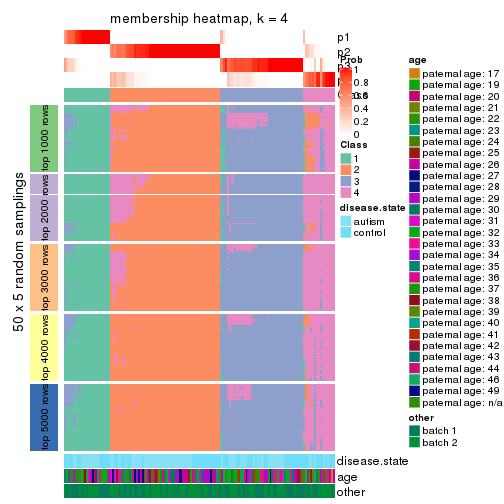 membership heatmap, k = 4
p1
p2
p3
Prob
1
0.8
0.6
0.4
0.2
0
Class
1
2
3
4
disease.state
autism
control
50 x 5 random samplings
top 1000 rows
top 2000 rows
top 3000 rows
top 4000 rows
top 5000 rows
disease.state
age
other
age
paternal age: 17
paternal age: 19
paternal age: 20
paternal age: 21
paternal age: 22
paternal age: 23
paternal age: 24
paternal age: 25
paternal age: 26
paternal age: 27
paternal age: 28
paternal age: 29
paternal age: 30
paternal age: 31
paternal age: 32
paternal age: 33
paternal age: 34
paternal age: 35
paternal age: 36
paternal age: 37
paternal age: 38
paternal age: 39
paternal age: 40
paternal age: 41
paternal age: 42
paternal age: 43
paternal age: 44
paternal age: 46
paternal age: 49
paternal age: n/a
other
batch 1
batch 2